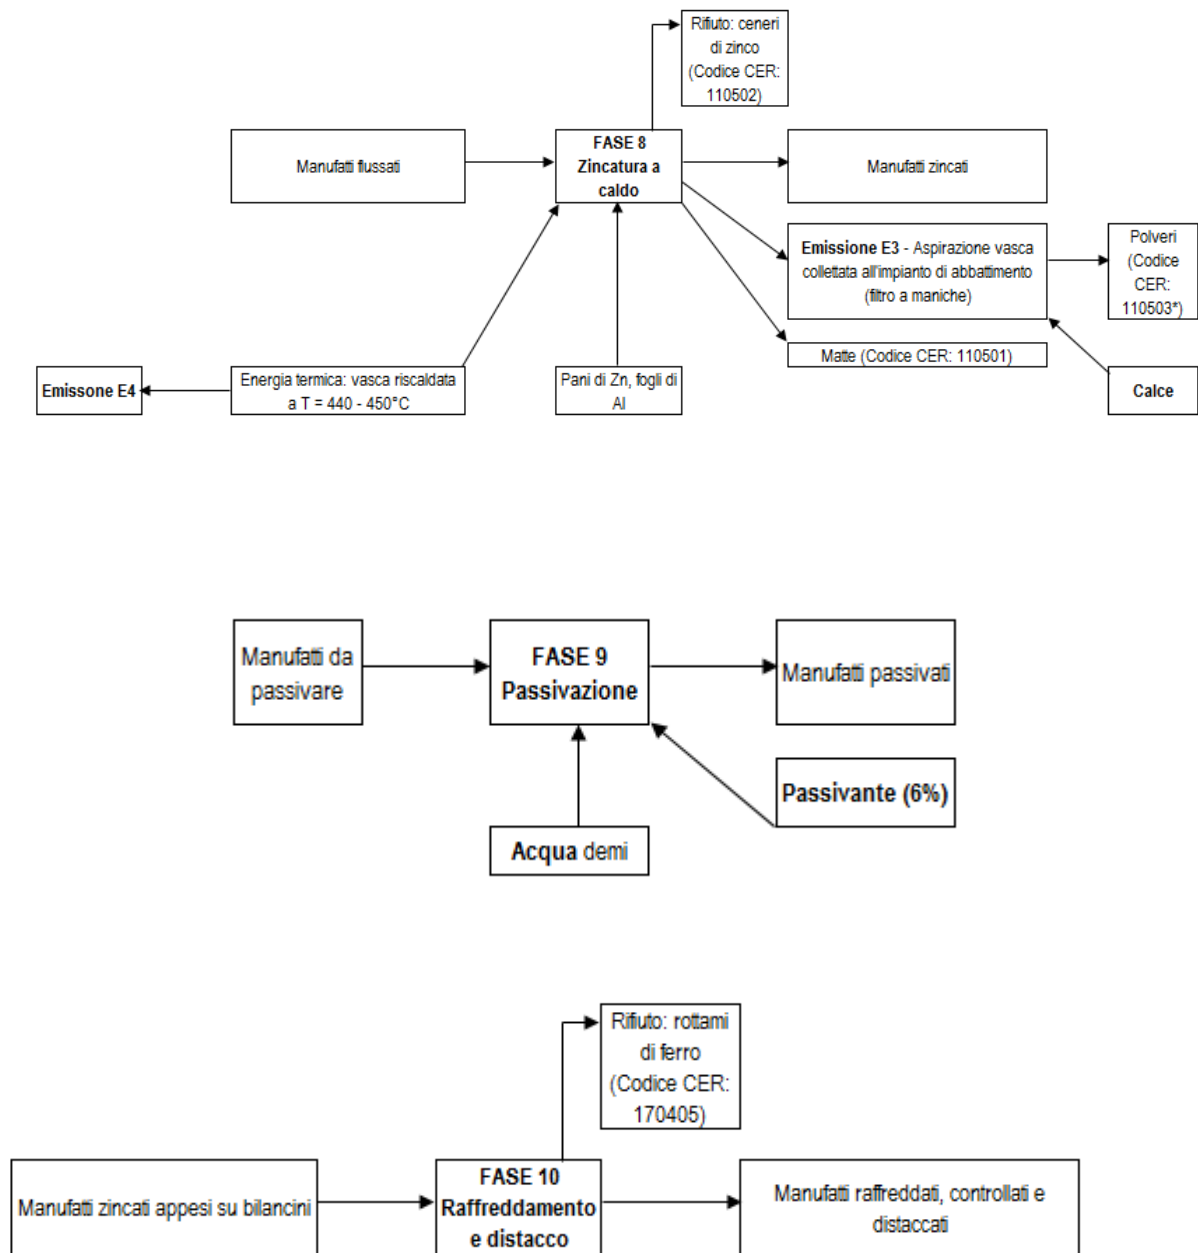 Rifiuto: ceneri
di zinco
(Codice CER:
110502)
Manufatti flussati
FASE 8
Zincatura a
caldo
Manufatti zincati
Emissione E3 - Aspirazione vasca
collettata all'impianto di abbattimento
(filtro a maniche)
Polveri
(Codice
CER:
110503*)
Matte (Codice CER: 110501)
Emissone E4
Energia termica: vasca riscaldata
a T = 440 - 450°C
Pani di Zn, fogli di
Al
Calce
Manufatti da
passivare
FASE 9
Passivazione
Manufatti passivati
Passivante (6%)
Acqua demi
Rifiuto: rottami
di ferro
(Codice CER:
170405)
Manufatti zincati appesi su bilancini
FASE 10
Raffreddamento
e distacco
Manufatti raffreddati, controllati e
distaccati